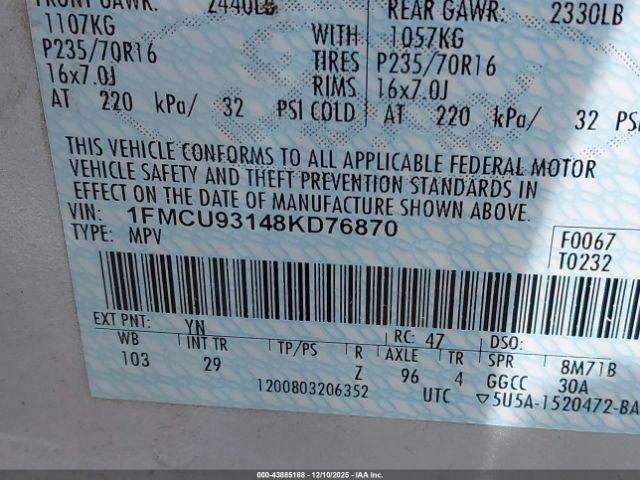 FRONT GAWR: 2440LB REAR GAWR: 2330LB
1107KG WITH 1057KG
P235/70R16 TIRES P235/70R16
16x7.0J RIMS 16x7.0J
AT 220 kPa/ 32 PSI COLD AT 220 kPa/ 32 PSI
THIS VEHICLE CONFORMS TO ALL APPLICABLE FEDERAL MOTOR
VEHICLE SAFETY AND THEFT PREVENTION STANDARDS IN
EFFECT ON THE DATE OF MANUFACTURE SHOWN ABOVE.
VIN: 1FMCU93148KD76870
TYPE: MPV
F0067
T0232
EXT PNT: YN RC: 47 DSO:
WB INT TR TP/PS R AXLE TR SPR 8M71B
103 29 Z 96 4 GGCC 30A
1200803206352 UTC ▽5U5A-1520472-BA
000-43885188 - 12/10/2025 - IAAI Inc.